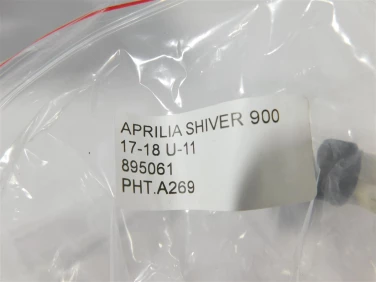 APRILIA SHIVER 900
17-18 U-11
895061
PHT.A269